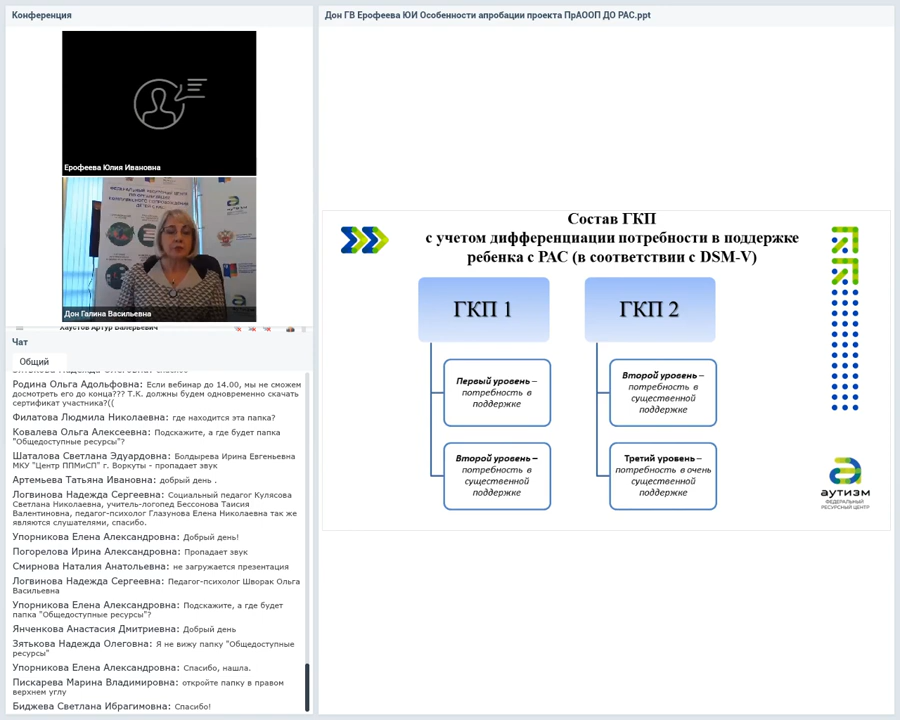 Конференция
Ерофеева Юлия Ивановна
Дон Галина Васильевна
Хаустов Артур Валерьевич
Чат
Общий
Родина Ольга Адольфовна: Если вебинар до 14.00, мы не сможем
досмотреть его до конца??? Т.К. должны будем одновременно скачать
сертификат участника?((
Филатова Людмила Николаевна: где находится эта папка?
Ковалева Ольга Алексеевна: Подскажите, а где будет папка
"Общедоступные ресурсы"?
Шаталова Светлана Эдуардовна: Болдырева Ирина Евгеньевна
МКУ "Центр ППМиСП" г. Воркуты - пропадает звук
Артемьева Татьяна Ивановна: добрый день .
Логвинова Надежда Сергеевна: Социальный педагог Кулясова
Светлана Николаевна, учитель-логопед Бессонова Таисия
Валентиновна, педагог-психолог Глазунова Елена Николаевна так же
являются слушателями, спасибо.
Упорникова Елена Александровна: Добрый день!
Погорелова Ирина Александровна: Пропадает звук
Смирнова Наталия Анатольевна: не загружается презентация
Логвинова Надежда Сергеевна: Педагог-психолог Шворак Ольга
Васильевна
Упорникова Елена Александровна: Подскажите, а где будет
папка "Общедоступные ресурсы"?
Янченкова Анастасия Дмитриевна: Добрый день
Зятькова Надежда Олеговна: Я не вижу папку "Общедоступные
ресурсы"
Упорникова Елена Александровна: Спасибо, нашла.
Пискарева Марина Владимировна: откройте папку в правом
верхнем углу
Биджева Светлана Ибрагимовна: Спасибо!
Дон ГВ Ерофеева ЮИ Особенности апробации проекта ПрАООП ДО РАС.ppt
Состав ГКП
с учетом дифференциации потребности в поддержке
ребенка с РАС (в соответствии с DSM-V)
ГКП 1
Первый уровень –
потребность в
поддержке
Второй уровень –
потребность в
существенной
поддержке
ГКП 2
Второй уровень –
потребность в
существенной
поддержке
Третий уровень –
потребность в очень
существенной
поддержке
аутизм
ФЕДЕРАЛЬНЫЙ
РЕСУРСНЫЙ ЦЕНТР